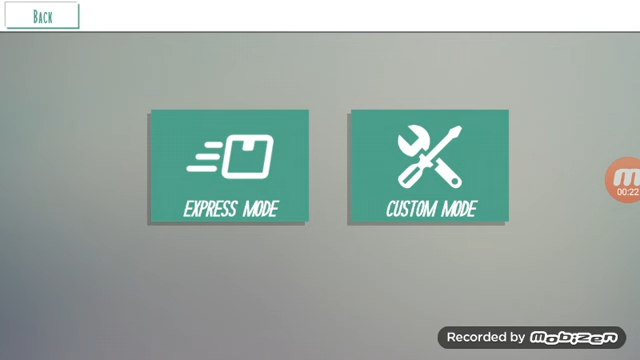 BACK
EXPRESS MODE
CUSTOM MODE
00:22
Recorded by mobizen